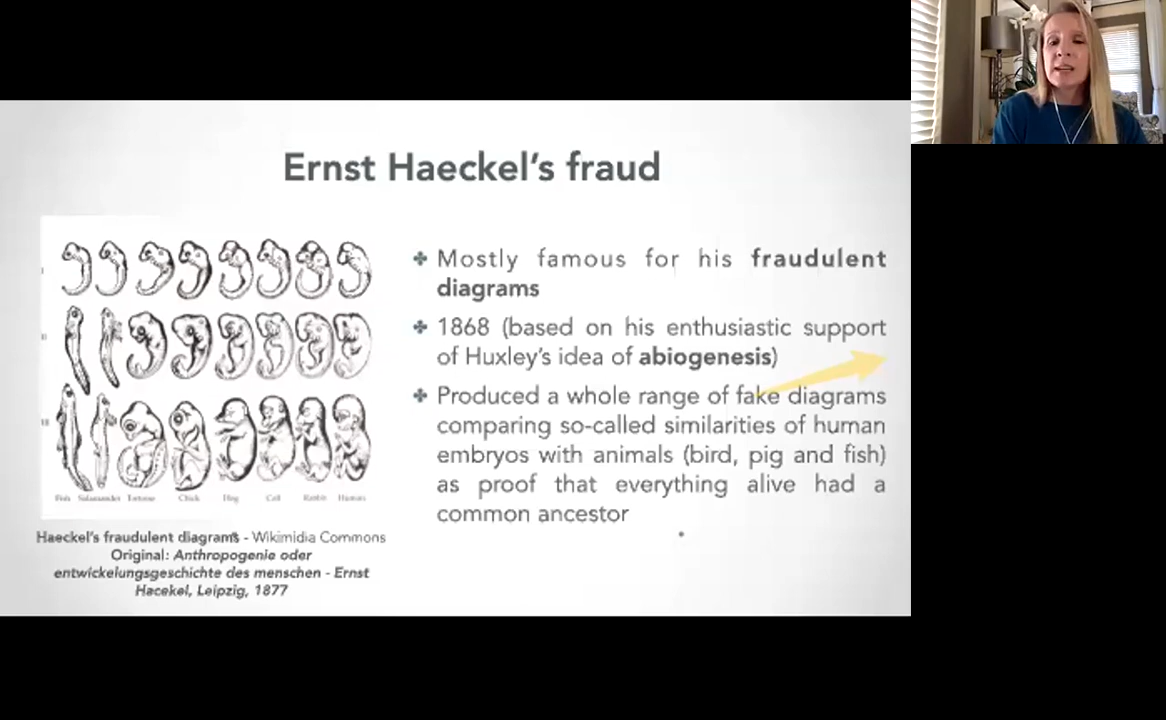 Ernst Haeckel's fraud
I
II
III
Fish Salamander Tortoise Chick Hog Calf Rabbit Human
Haeckel's fraudulent diagrams - Wikimidia Commons
Original: Anthropogenie oder
entwickelungsgeschichte des menschen - Ernst
Hacekel, Leipzig, 1877
Mostly famous for his fraudulent
diagrams
1868 (based on his enthusiastic support
of Huxley's idea of abiogenesis)
Produced a whole range of fake diagrams
comparing so-called similarities of human
embryos with animals (bird, pig and fish)
as proof that everything alive had a
common ancestor